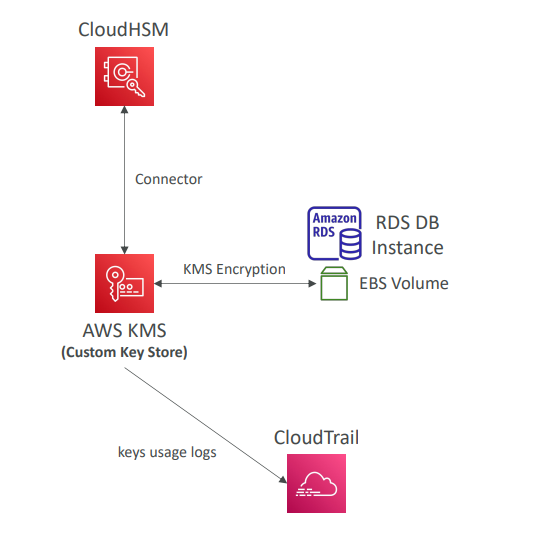 CloudHSM
Connector
Amazon
RDS
RDS DB
Instance
KMS Encryption
EBS Volume
AWS KMS
(Custom Key Store)
keys usage logs
CloudTrail